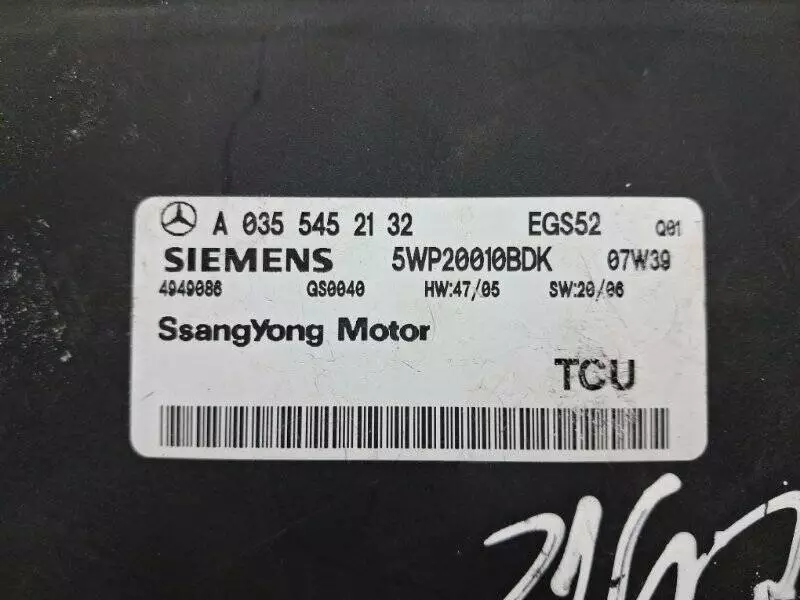 A 035 545 21 32 EGS52 Q01
SIEMENS 5WP20010BDK 07W39
4949086 QS0040 HW:47/05 SW:20/06
SsangYong Motor
TCU